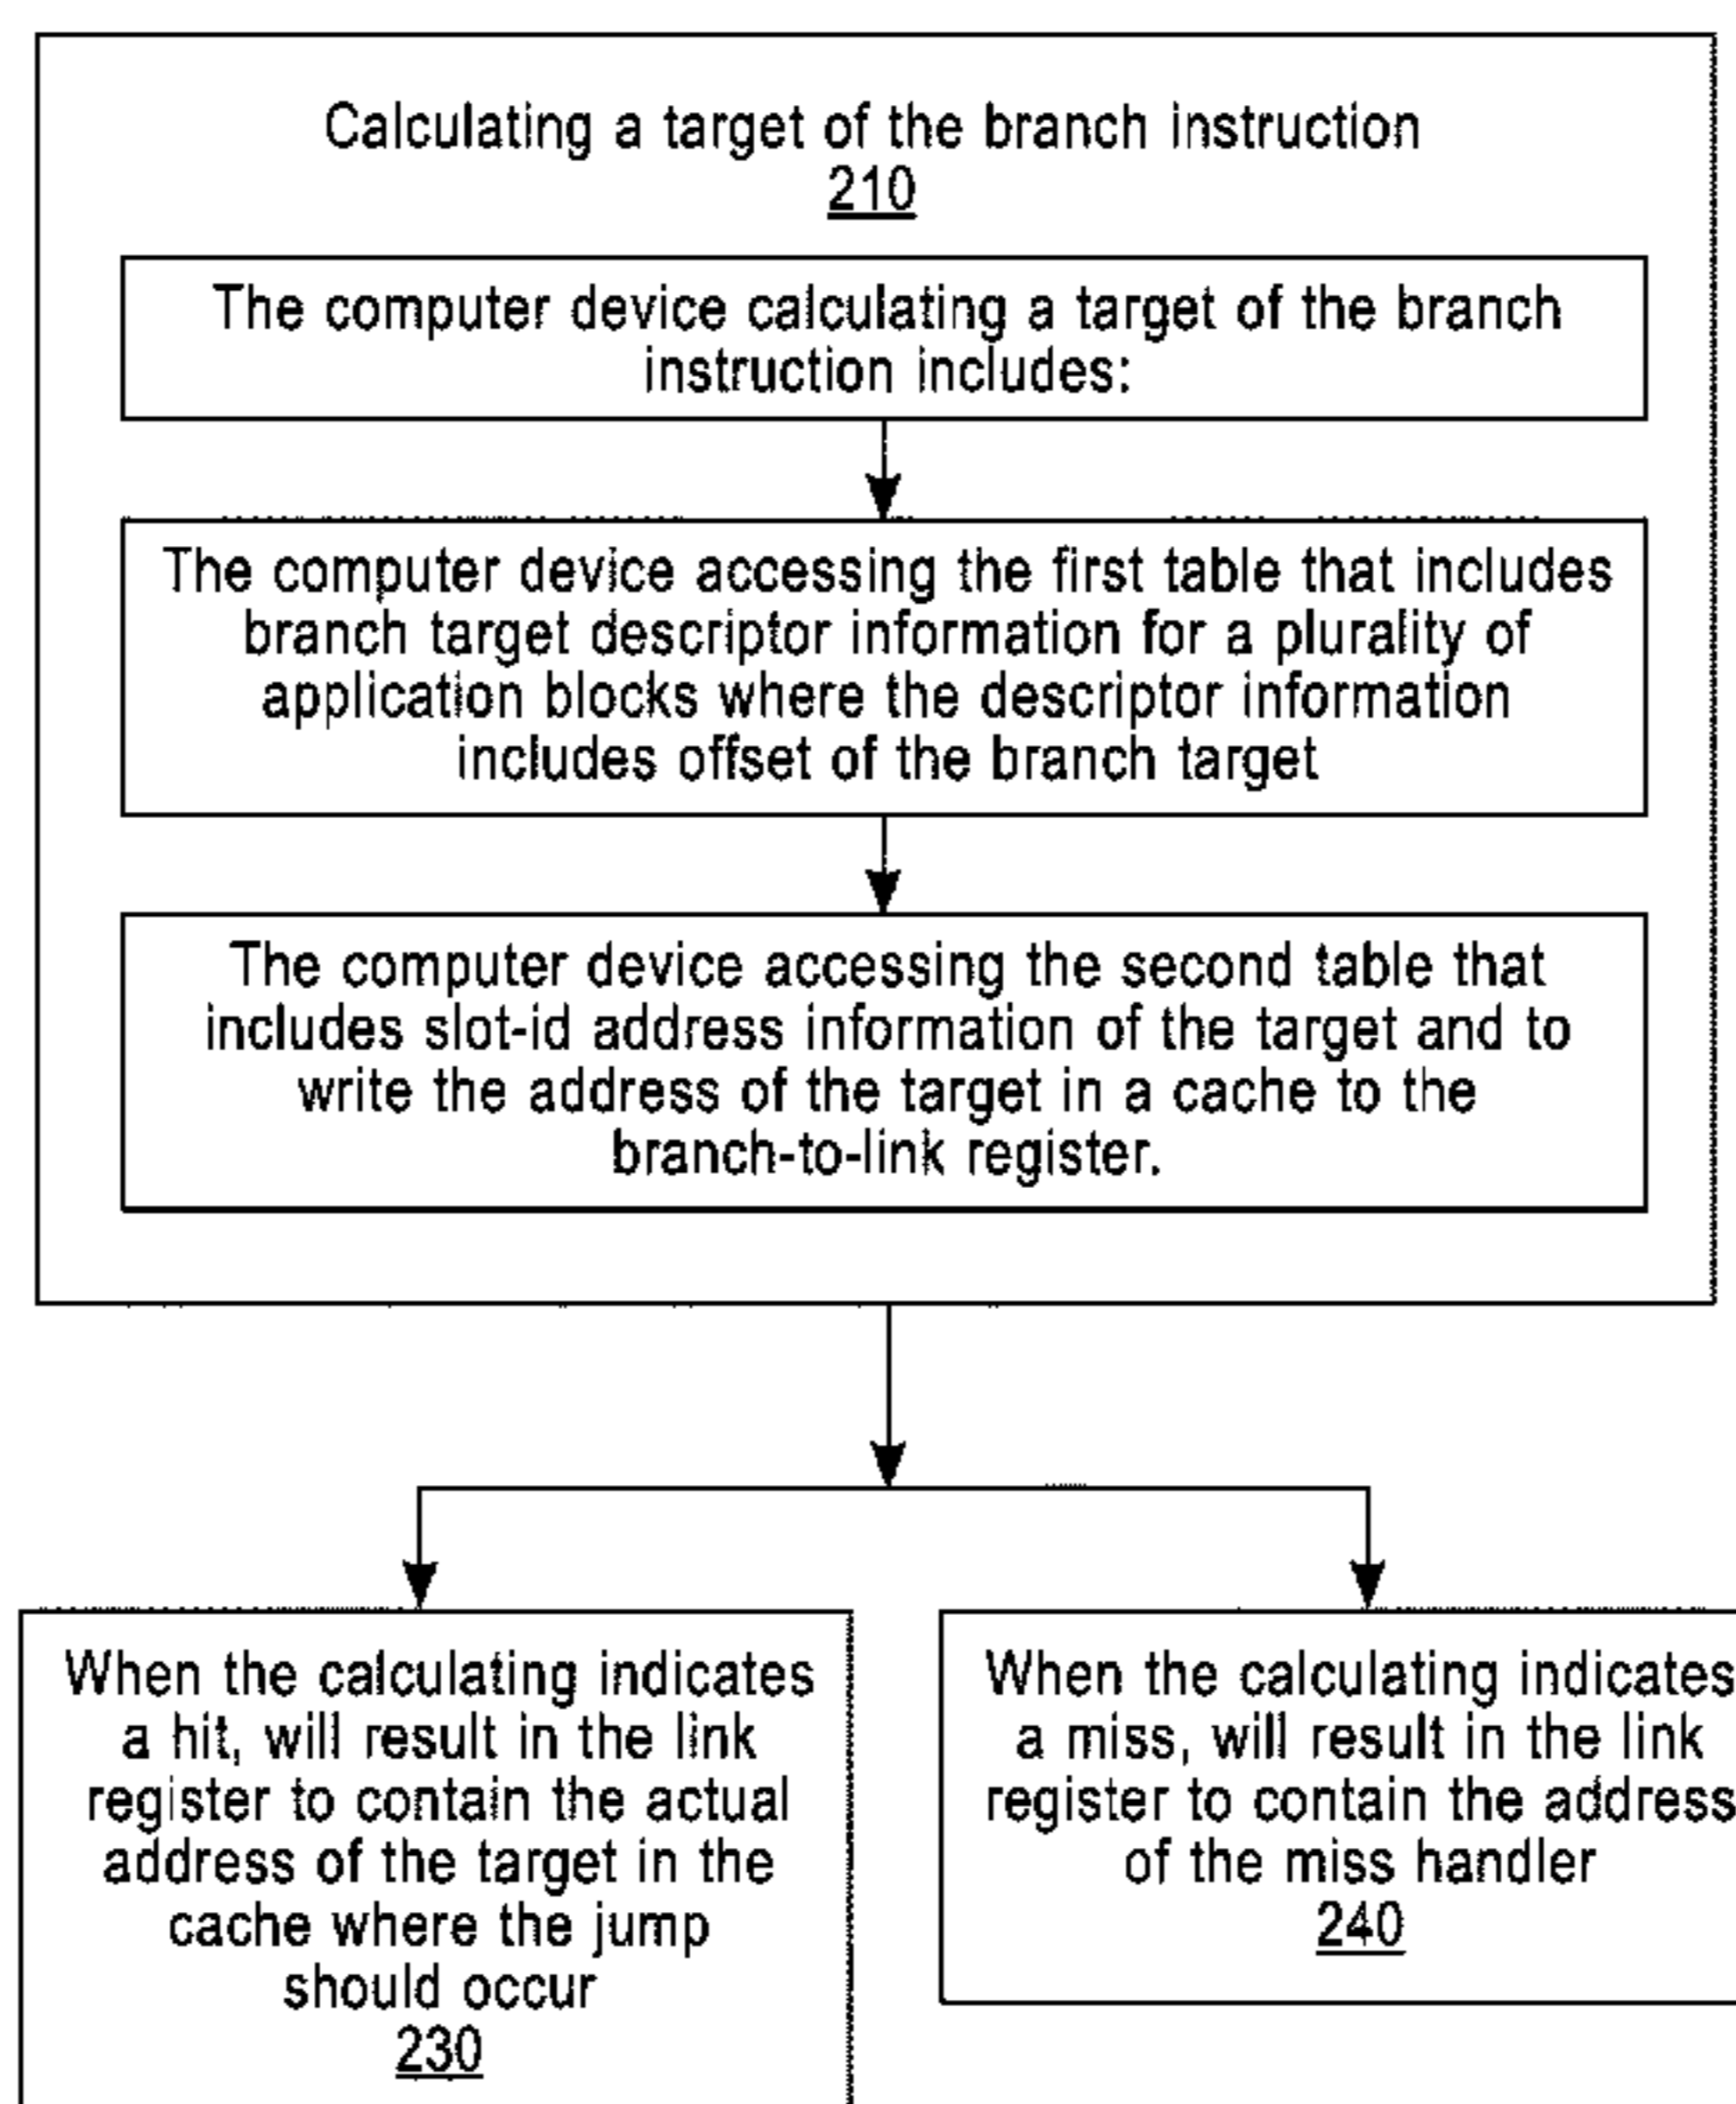 Calculating a target of the branch instruction
210
The computer device calculating a target of the branch
instruction includes:
The computer device accessing the first table that includes
branch target descriptor information for a plurality of
application blocks where the descriptor information
includes offset of the branch target
The computer device accessing the second table that
includes slot-id address information of the target and to
write the address of the target in a cache to the
branch-to-link register.
When the calculating indicates
a hit, will result in the link
register to contain the actual
address of the target in the
cache where the jump
should occur
230
When the calculating indicates
a miss, will result in the link
register to contain the address
of the miss handler
240